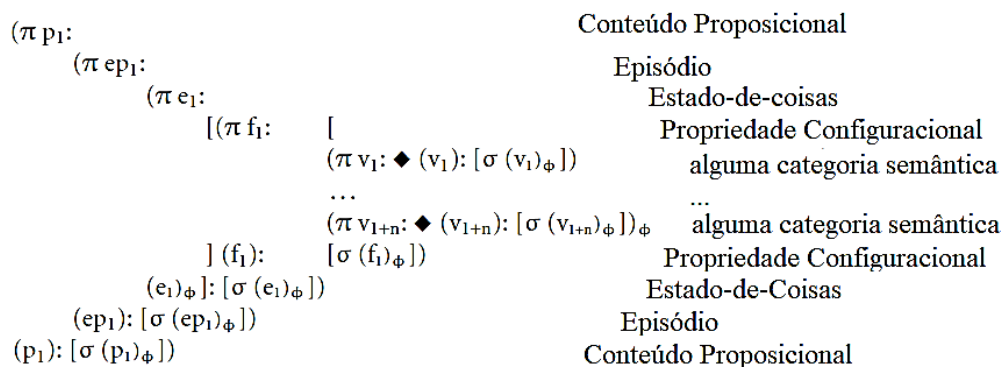 (π p₁: Conteúdo Proposicional
(π ep₁: Episódio
(π e₁: Estado-de-coisas
[(π f₁: [ Propriedade Configuracional
(π v₁: ◆ (v₁): [σ (v₁)ϕ]) alguma categoria semântica
... ...
(π v₁₊ₙ: ◆ (v₁₊ₙ): [σ (v₁₊ₙ)ϕ])ϕ alguma categoria semântica
] (f₁): [σ (f₁)ϕ]) Propriedade Configuracional
(e₁)ϕ]: [σ (e₁)ϕ]) Estado-de-Coisas
(ep₁): [σ (ep₁)ϕ]) Episódio
(p₁): [σ (p₁)ϕ]) Conteúdo Proposicional